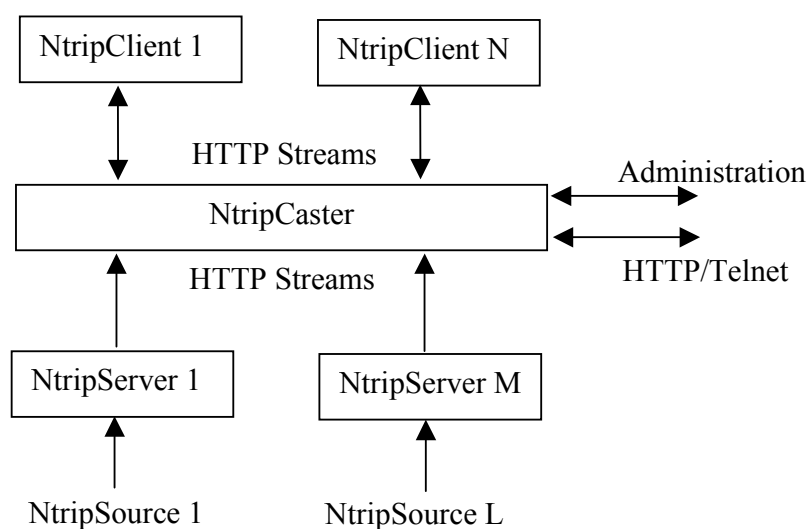 NtripClient 1
NtripClient N
HTTP Streams
Administration
NtripCaster
HTTP Streams
HTTP/Telnet
NtripServer 1
NtripServer M
NtripSource 1
NtripSource L